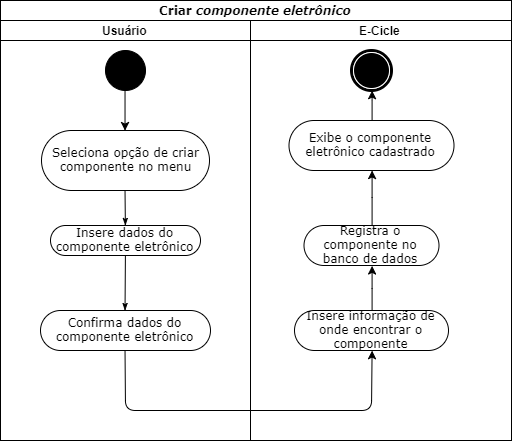 Criar componente eletrônico
Usuário
E-Cicle
Seleciona opção de criar
componente no menu
Insere dados do
componente eletrônico
Confirma dados do
componente eletrônico
Insere informação de
onde encontrar o
componente
Registra o
componente no
banco de dados
Exibe o componente
eletrônico cadastrado